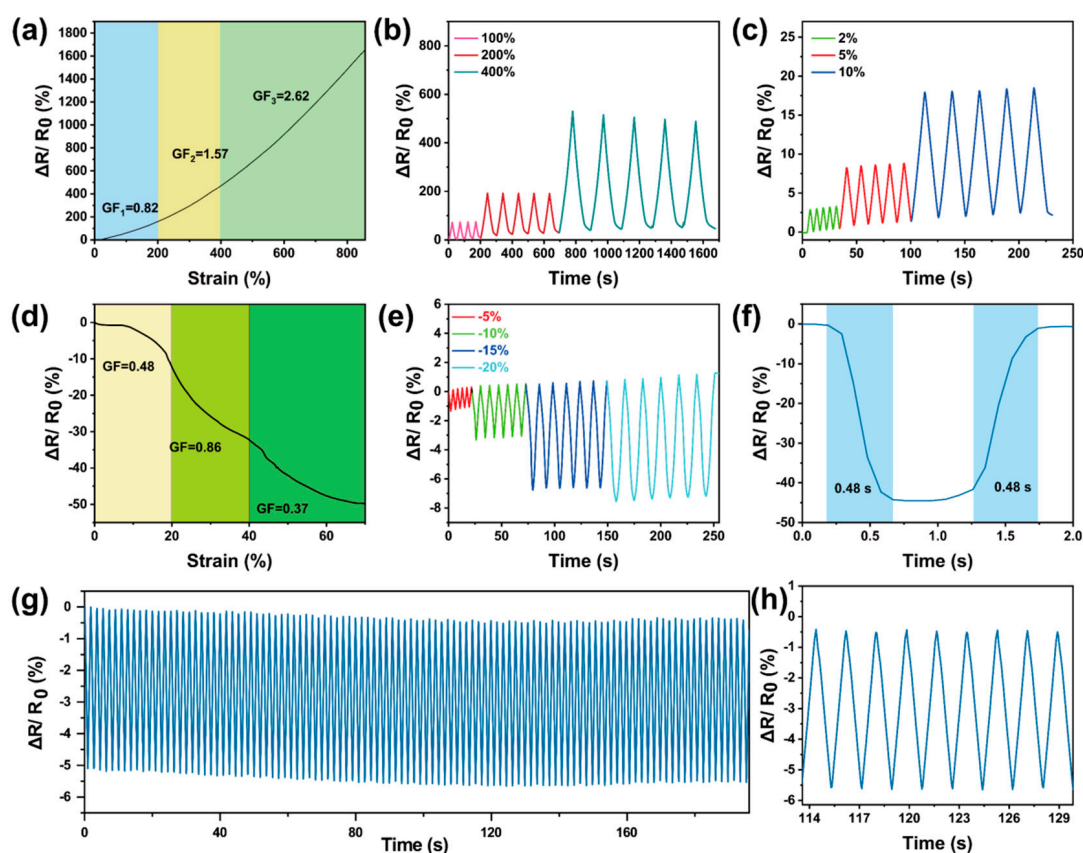 (a)
1800
1600
1400
1200
1000
800
600
400
200
0
ΔR/ R0 (%)
GF1=0.82
GF2=1.57
GF3=2.62
0 200 400 600 800
Strain (%)
(b)
100%
200%
400%
800
600
400
200
0
ΔR/ R0 (%)
0 200 400 600 800 1000 1200 1400 1600
Time (s)
(c)
2%
5%
10%
25
20
15
10
5
0
ΔR/ R0 (%)
0 50 100 150 200 250
Time (s)
(d)
0
-10
-20
-30
-40
-50
ΔR/ R0 (%)
GF=0.48
GF=0.86
GF=0.37
0 20 40 60
Strain (%)
(e)
-5%
-10%
-15%
-20%
6
4
2
0
-2
-4
-6
-8
ΔR/ R0 (%)
0 50 100 150 200 250
Time (s)
(f)
0
-10
-20
-30
-40
-50
ΔR/ R0 (%)
0.48 s
0.48 s
0.0 0.5 1.0 1.5 2.0
Time (s)
(g)
0
-1
-2
-3
-4
-5
-6
ΔR/ R0 (%)
0 40 80 120 160
Time (s)
(h)
1
0
-1
-2
-3
-4
-5
-6
ΔR/ R0 (%)
114 117 120 123 126 129
Time (s)